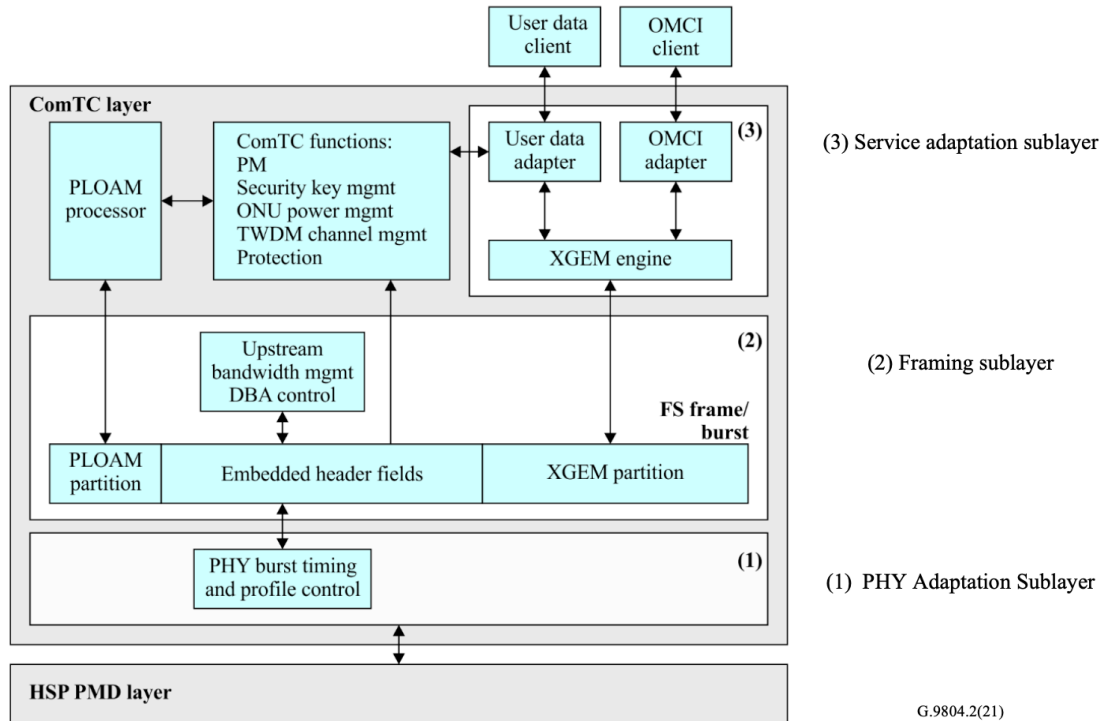 User data
client
OMCI
client
ComTC layer
(3)
PLOAM
processor
ComTC functions:
PM
Security key mgmt
ONU power mgmt
TWDM channel mgmt
Protection
User data
adapter
OMCI
adapter
XGEM engine
(3) Service adaptation sublayer
(2)
Upstream
bandwidth mgmt
DBA control
FS frame/
burst
PLOAM
partition
Embedded header fields
XGEM partition
(2) Framing sublayer
(1)
PHY burst timing
and profile control
(1) PHY Adaptation Sublayer
HSP PMD layer
G.9804.2(21)